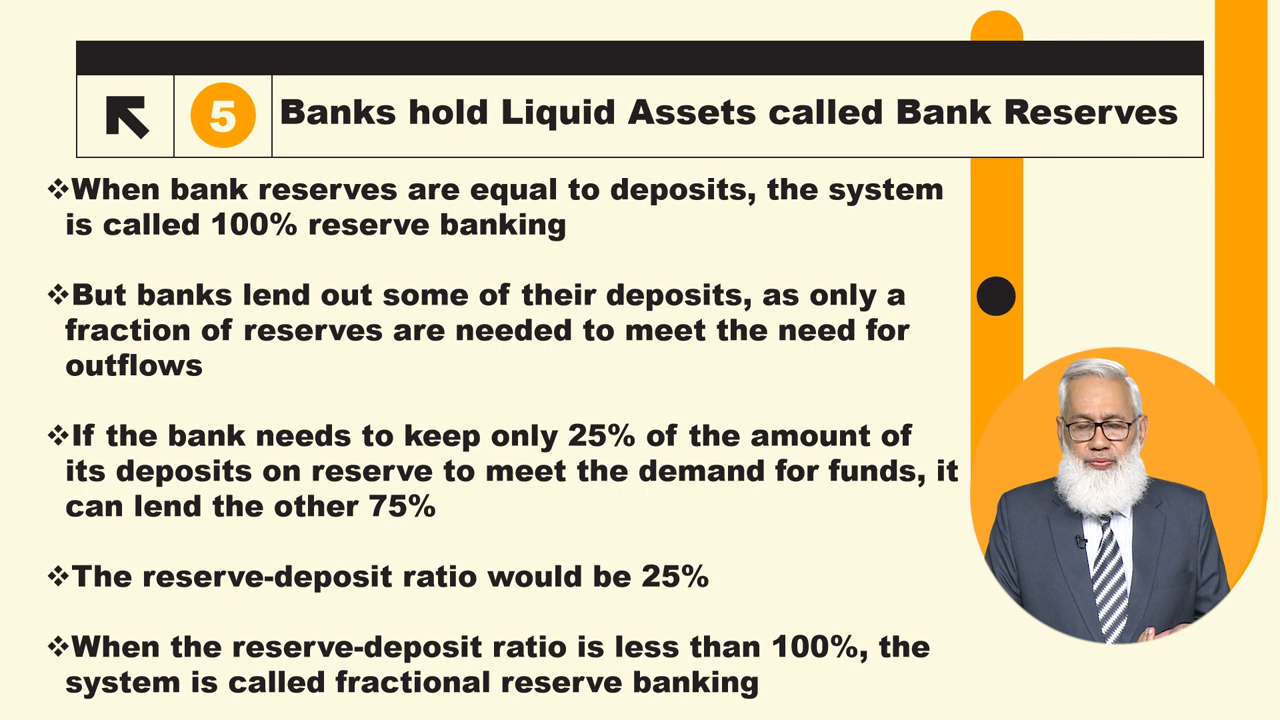 5
Banks hold Liquid Assets called Bank Reserves
❖When bank reserves are equal to deposits, the system
is called 100% reserve banking
❖But banks lend out some of their deposits, as only a
fraction of reserves are needed to meet the need for
outflows
❖If the bank needs to keep only 25% of the amount of
its deposits on reserve to meet the demand for funds, it
can lend the other 75%
❖The reserve-deposit ratio would be 25%
❖When the reserve-deposit ratio is less than 100%, the
system is called fractional reserve banking